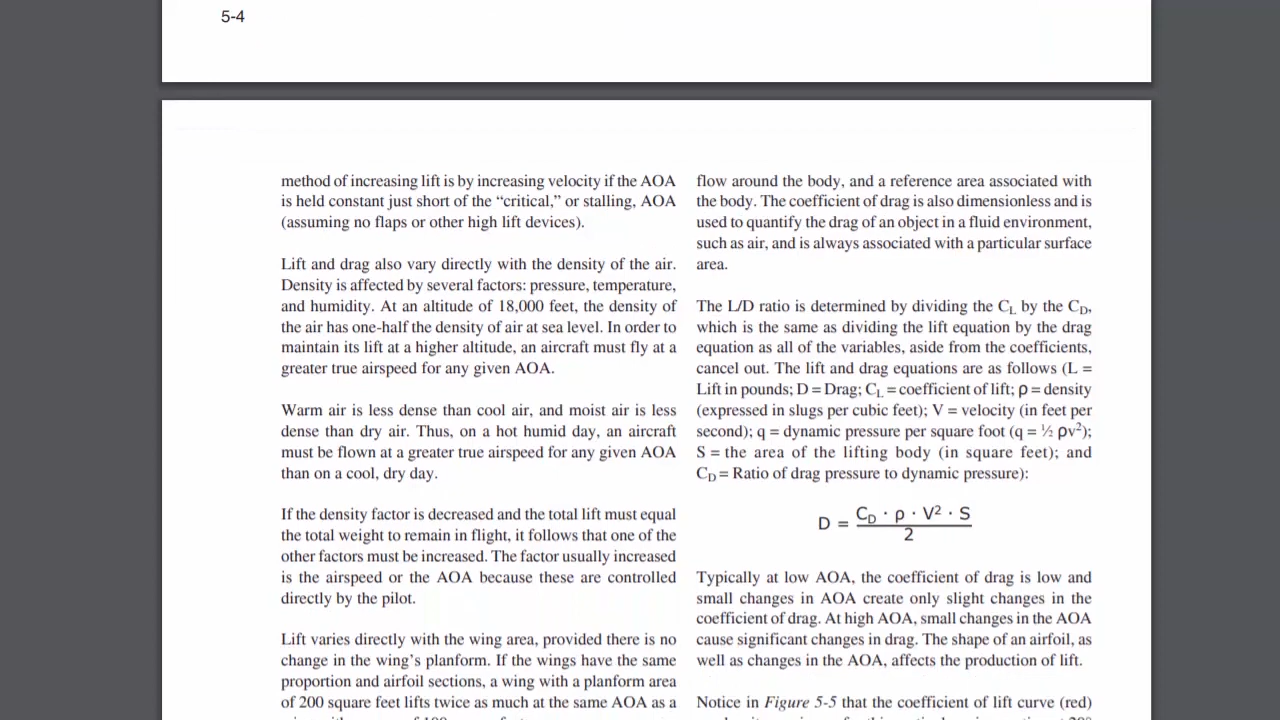 5-4
method of increasing lift is by increasing velocity if the AOA
is held constant just short of the “critical,” or stalling, AOA
(assuming no flaps or other high lift devices).
Lift and drag also vary directly with the density of the air.
Density is affected by several factors: pressure, temperature,
and humidity. At an altitude of 18,000 feet, the density of
the air has one-half the density of air at sea level. In order to
maintain its lift at a higher altitude, an aircraft must fly at a
greater true airspeed for any given AOA.
Warm air is less dense than cool air, and moist air is less
dense than dry air. Thus, on a hot humid day, an aircraft
must be flown at a greater true airspeed for any given AOA
than on a cool, dry day.
If the density factor is decreased and the total lift must equal
the total weight to remain in flight, it follows that one of the
other factors must be increased. The factor usually increased
is the airspeed or the AOA because these are controlled
directly by the pilot.
Lift varies directly with the wing area, provided there is no
change in the wing’s planform. If the wings have the same
proportion and airfoil sections, a wing with a planform area
of 200 square feet lifts twice as much at the same AOA as a
flow around the body, and a reference area associated with
the body. The coefficient of drag is also dimensionless and is
used to quantify the drag of an object in a fluid environment,
such as air, and is always associated with a particular surface
area.
The L/D ratio is determined by dividing the CL by the CD,
which is the same as dividing the lift equation by the drag
equation as all of the variables, aside from the coefficients,
cancel out. The lift and drag equations are as follows (L =
Lift in pounds; D = Drag; CL = coefficient of lift; ρ = density
(expressed in slugs per cubic feet); V = velocity (in feet per
second); q = dynamic pressure per square foot (q = ½ ρv²);
S = the area of the lifting body (in square feet); and
CD = Ratio of drag pressure to dynamic pressure):
D = CD · ρ · V² · S
2
Typically at low AOA, the coefficient of drag is low and
small changes in AOA create only slight changes in the
coefficient of drag. At high AOA, small changes in the AOA
cause significant changes in drag. The shape of an airfoil, as
well as changes in the AOA, affects the production of lift.
Notice in Figure 5-5 that the coefficient of lift curve (red)